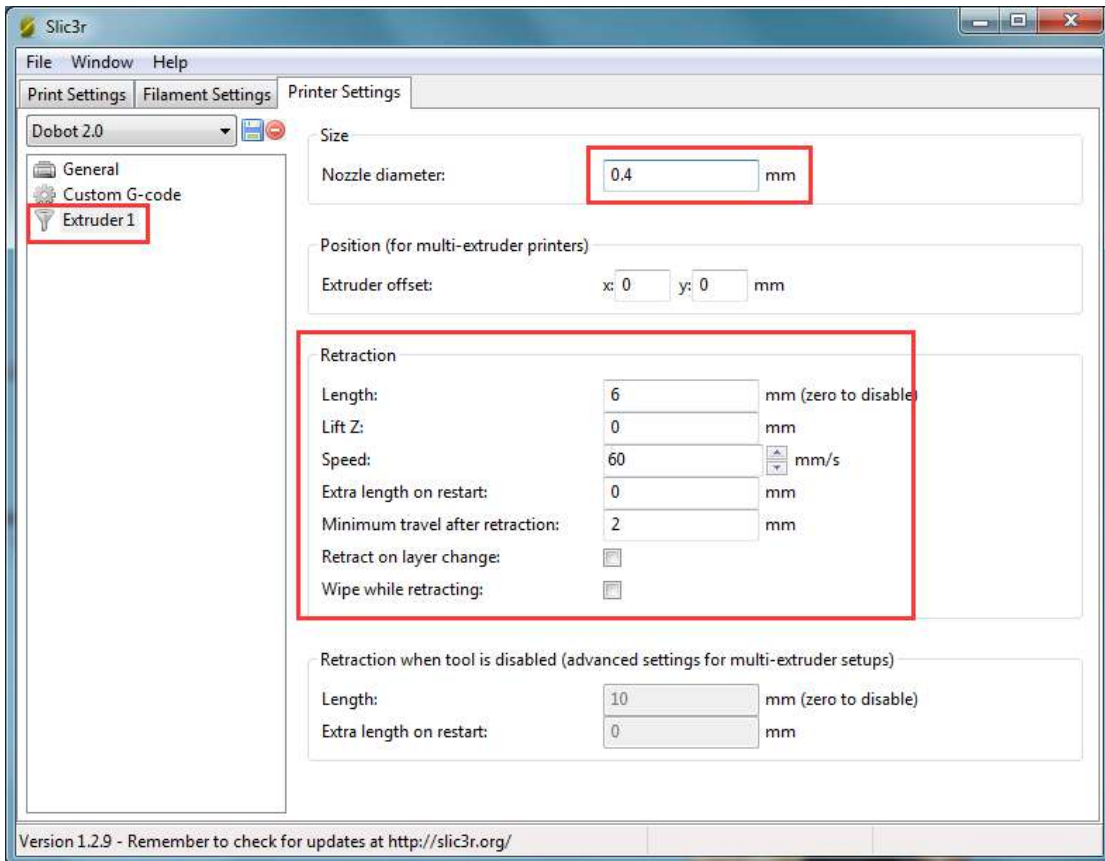 Slic3r
File Window Help
Print Settings Filament Settings Printer Settings
Dobot 2.0
General
Custom G-code
Extruder 1
Size
Nozzle diameter: 0.4 mm
Position (for multi-extruder printers)
Extruder offset: x: 0 y: 0 mm
Retraction
Length: 6 mm (zero to disable)
Lift Z: 0 mm
Speed: 60 mm/s
Extra length on restart: 0 mm
Minimum travel after retraction: 2 mm
Retract on layer change:
Wipe while retracting:
Retraction when tool is disabled (advanced settings for multi-extruder setups)
Length: 10 mm (zero to disable)
Extra length on restart: 0 mm
Version 1.2.9 - Remember to check for updates at http://slic3r.org/